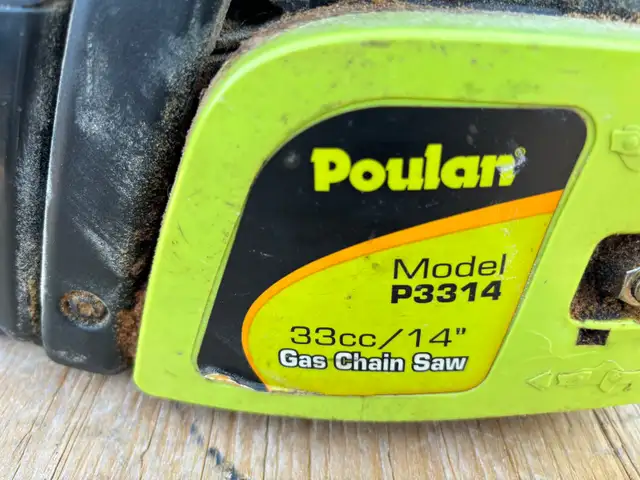 Poulan
Model
P3314
33cc/14"
Gas Chain Saw